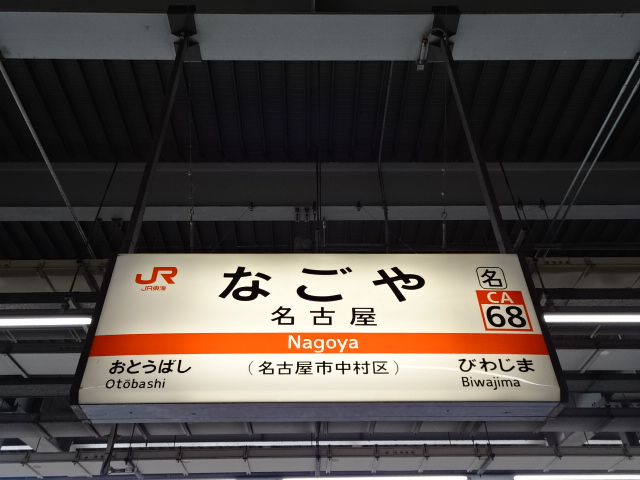 JR
JR東海
なごや
名古屋
名
CA
68
Nagoya
おとうばし
Otōbashi
(名古屋市中村区)
びわじま
Biwajima